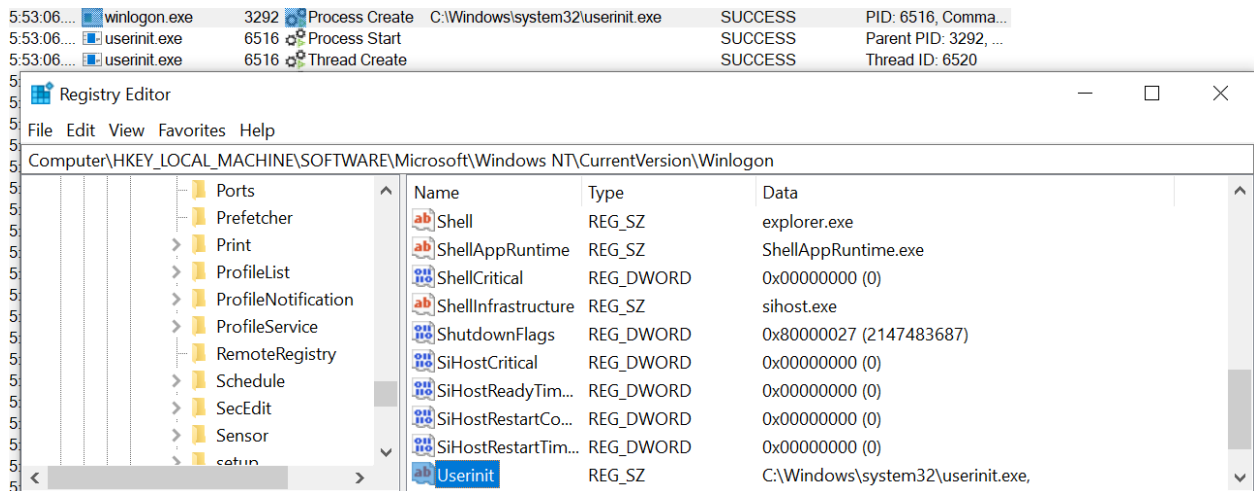 5:53:06.... winlogon.exe 3292 Process Create C:\Windows\system32\userinit.exe SUCCESS PID: 6516, Comma...
5:53:06.... userinit.exe 6516 Process Start SUCCESS Parent PID: 3292, ...
5:53:06.... userinit.exe 6516 Thread Create SUCCESS Thread ID: 6520
Registry Editor
File Edit View Favorites Help
Computer\HKEY_LOCAL_MACHINE\SOFTWARE\Microsoft\Windows NT\CurrentVersion\Winlogon
Ports
Prefetcher
Print
ProfileList
ProfileNotification
ProfileService
RemoteRegistry
Schedule
SecEdit
Sensor
setup
Name Type Data
Shell REG_SZ explorer.exe
ShellAppRuntime REG_SZ ShellAppRuntime.exe
ShellCritical REG_DWORD 0x00000000 (0)
ShellInfrastructure REG_SZ sihost.exe
ShutdownFlags REG_DWORD 0x80000027 (2147483687)
SiHostCritical REG_DWORD 0x00000000 (0)
SiHostReadyTim... REG_DWORD 0x00000000 (0)
SiHostRestartCo... REG_DWORD 0x00000000 (0)
SiHostRestartTim... REG_DWORD 0x00000000 (0)
Userinit REG_SZ C:\Windows\system32\userinit.exe,